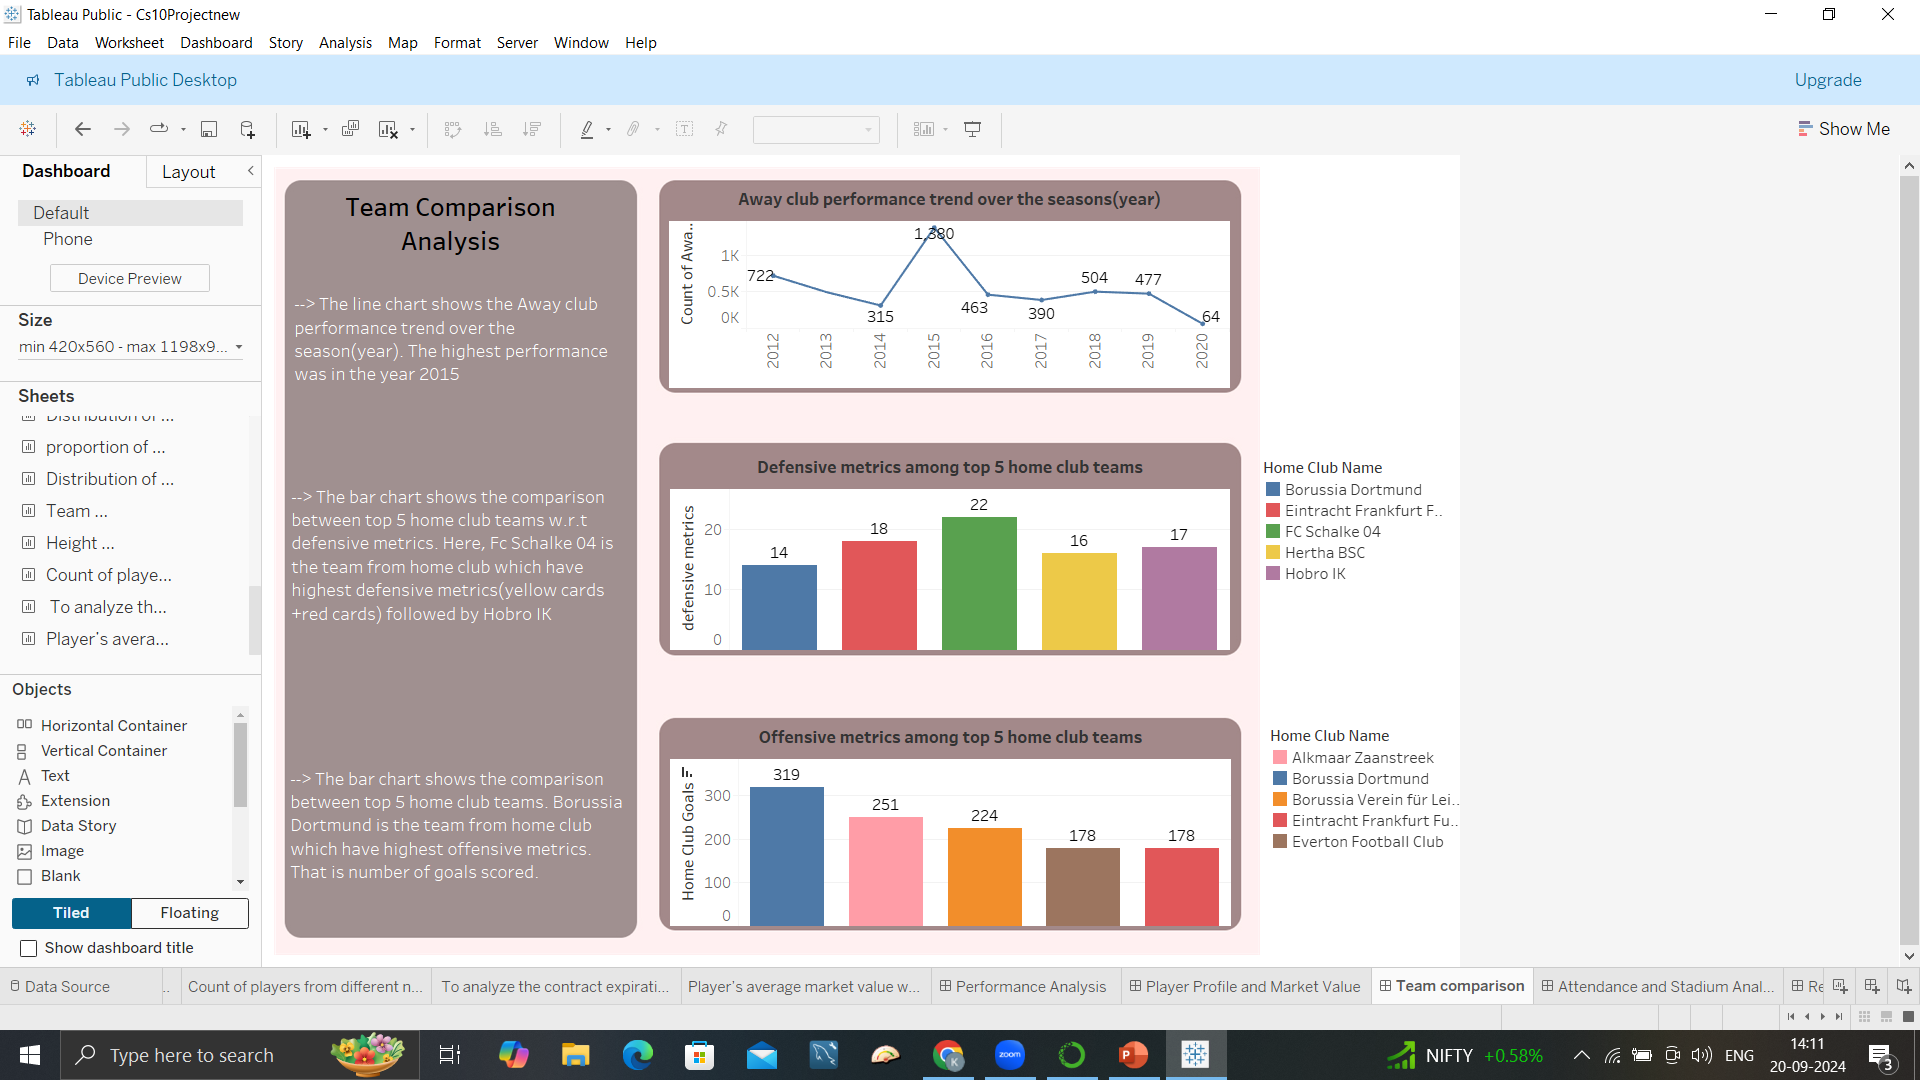 Tableau Public - Cs10Projectnew
File Data Worksheet Dashboard Story Analysis Map Format Server Window Help
Tableau Public Desktop
Upgrade
Show Me
Dashboard
Layout
Default
Phone
Device Preview
Size
min 420x560 - max 1198x9...
Sheets
proportion of ...
Distribution of ...
Team ...
Height ...
Count of playe...
To analyze th...
Player's avera...
Objects
Horizontal Container
Vertical Container
Text
Extension
Data Story
Image
Blank
Tiled
Floating
Show dashboard title
Team Comparison
Analysis
--> The line chart shows the Away club
performance trend over the
season(year). The highest performance
was in the year 2015
--> The bar chart shows the comparison
between top 5 home club teams w.r.t
defensive metrics. Here, Fc Schalke 04 is
the team from home club which have
highest defensive metrics(yellow cards
+red cards) followed by Hobro IK
--> The bar chart shows the comparison
between top 5 home club teams. Borussia
Dortmund is the team from home club
which have highest offensive metrics.
That is number of goals scored.
Away club performance trend over the seasons(year)
Count of Awa..
1K
0.5K
0K
722
315
1,380
463
390
504
477
64
2012 2013 2014 2015 2016 2017 2018 2019 2020
Defensive metrics among top 5 home club teams
defensive metrics
20
10
0
14
18
22
16
17
Home Club Name
Borussia Dortmund
Eintracht Frankfurt F..
FC Schalke 04
Hertha BSC
Hobro IK
Offensive metrics among top 5 home club teams
Home Club Goals
300
200
100
0
319
251
224
178
178
Home Club Name
Alkmaar Zaanstreek
Borussia Dortmund
Borussia Verein für Lei..
Eintracht Frankfurt Fu..
Everton Football Club
Data Source
..
Count of players from different n...
To analyze the contract expirati...
Player's average market value w...
Performance Analysis
Player Profile and Market Value
Team comparison
Attendance and Stadium Anal...
Re
Type here to search
zoom
NIFTY +0.58%
ENG
14:11
20-09-2024
3